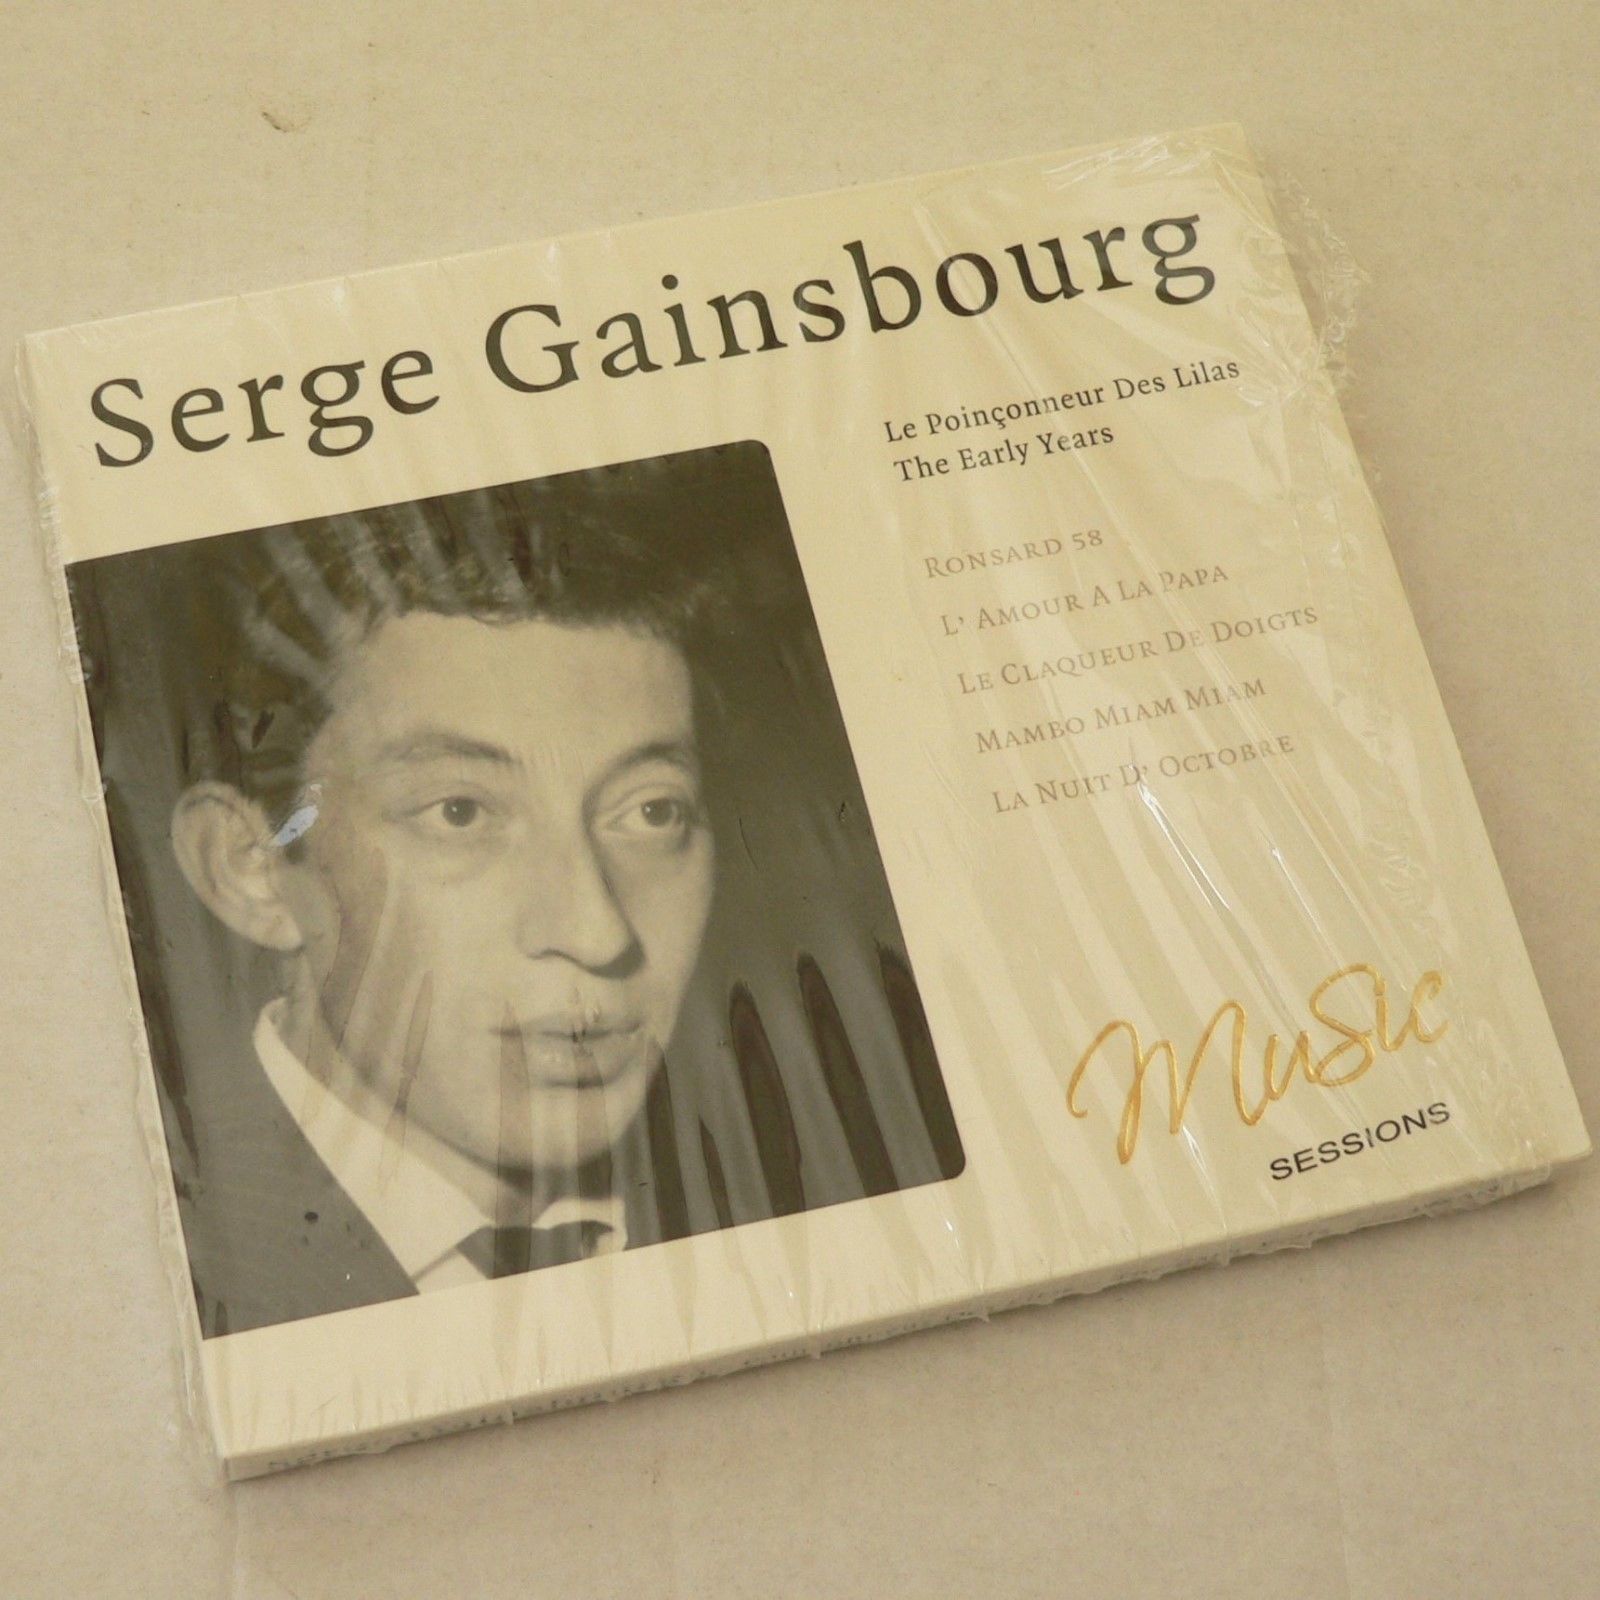 Serge Gainsbourg
Le Poinçonneur Des Lilas
The Early Years
RONSARD 58
L' AMOUR A LA PAPA
LE CLAQUEUR DE DOIGTS
MAMBO MIAM MIAM
LA NUIT D' OCTOBRE
Music
SESSIONS